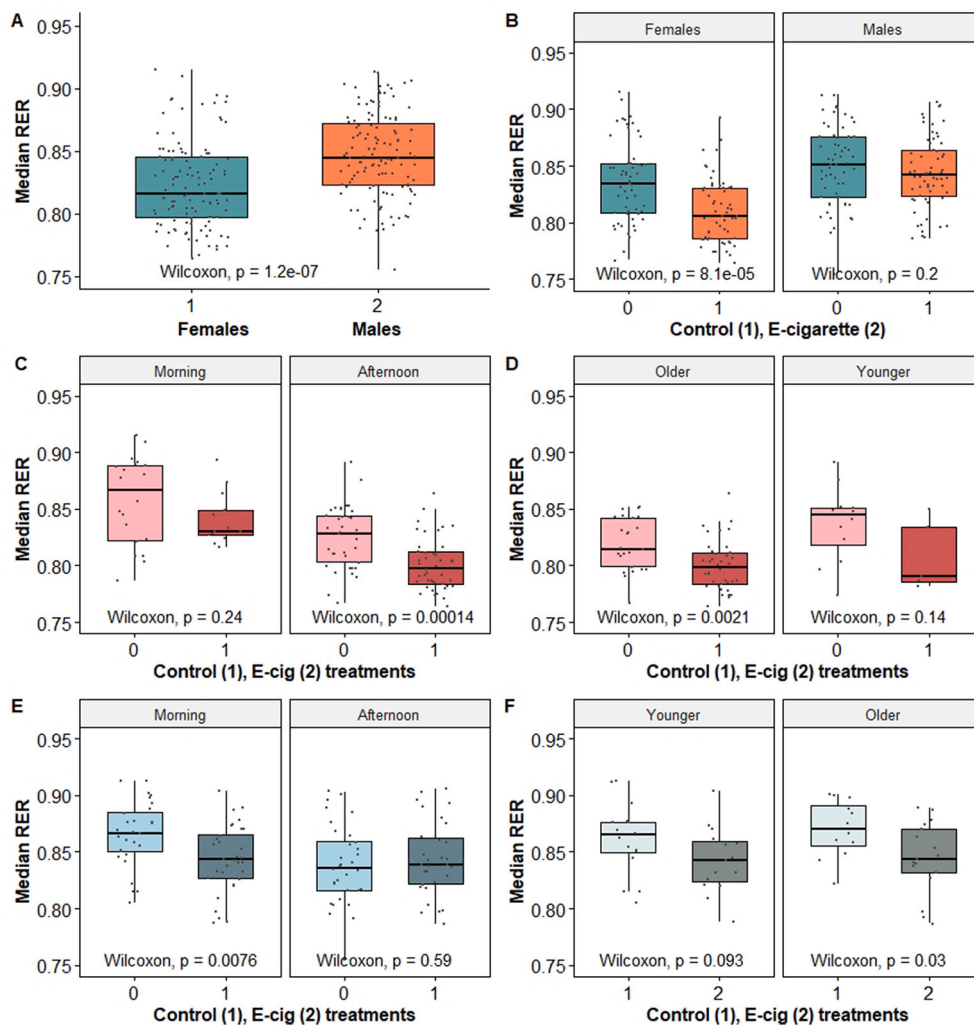 A
Median RER
0.95
0.90
0.85
0.80
0.75
Wilcoxon, p = 1.2e-07
1 2
Females Males
B
Females Males
Median RER
0.95
0.90
0.85
0.80
0.75
Wilcoxon, p = 8.1e-05 Wilcoxon, p = 0.2
0 1 0 1
Control (1), E-cigarette (2)
C
Morning Afternoon
Median RER
0.95
0.90
0.85
0.80
0.75
Wilcoxon, p = 0.24 Wilcoxon, p = 0.00014
0 1 0 1
Control (1), E-cig (2) treatments
D
Older Younger
Median RER
0.95
0.90
0.85
0.80
0.75
Wilcoxon, p = 0.0021 Wilcoxon, p = 0.14
0 1 0 1
Control (1), E-cig (2) treatments
E
Morning Afternoon
Median RER
0.95
0.90
0.85
0.80
0.75
Wilcoxon, p = 0.0076 Wilcoxon, p = 0.59
0 1 0 1
Control (1), E-cig (2) treatments
F
Younger Older
Median RER
0.95
0.90
0.85
0.80
0.75
Wilcoxon, p = 0.093 Wilcoxon, p = 0.03
1 2 1 2
Control (1), E-cig (2) treatments